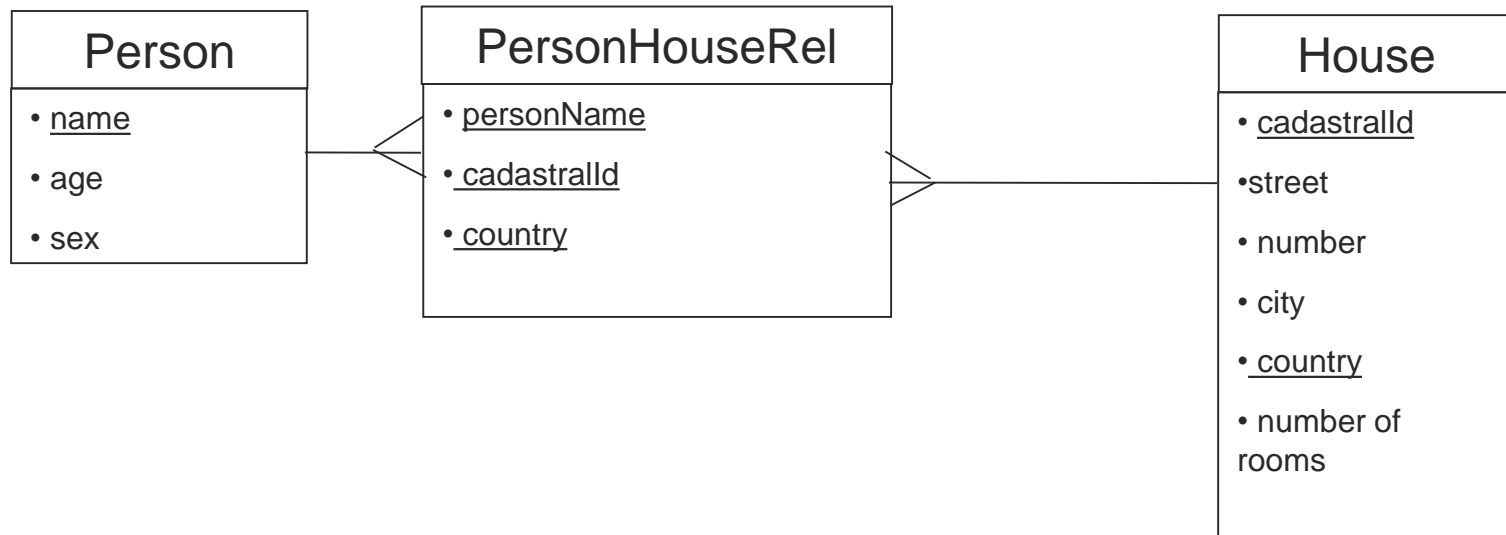 Person
• name
• age
• sex
PersonHouseRel
• personName
• cadastralId
• country
House
• cadastralId
•street
• number
• city
• country
• number of
rooms